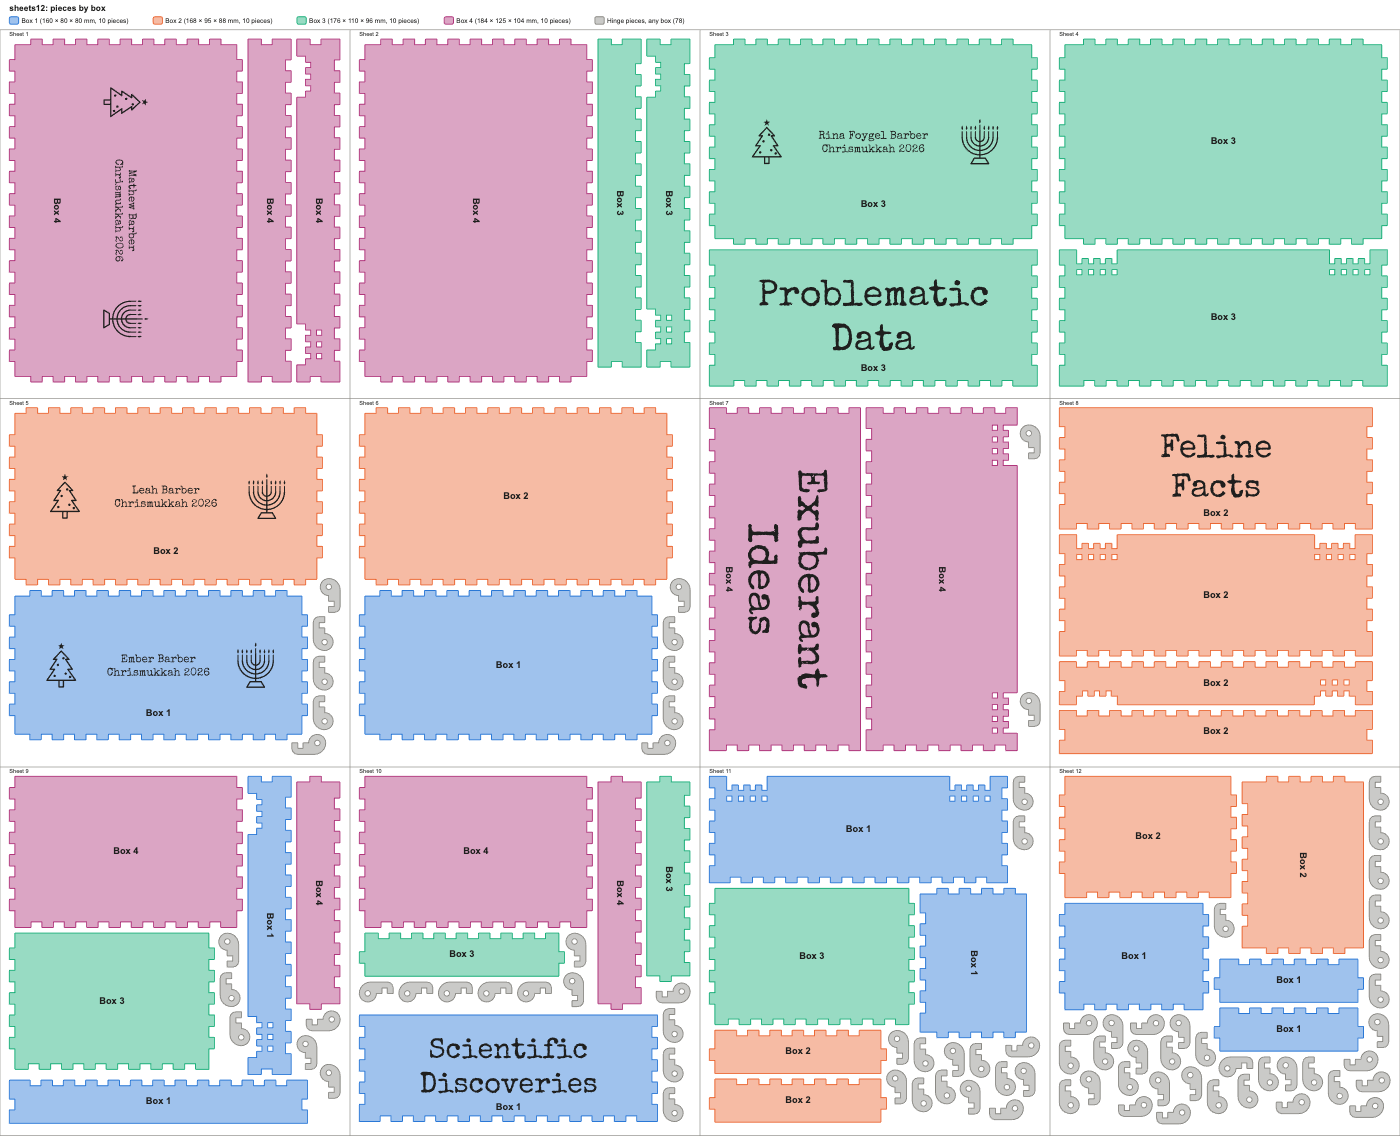 sheets12: pieces by box
Box 1 (160 × 80 × 80 mm, 10 pieces)
Box 2 (168 × 95 × 88 mm, 10 pieces)
Box 3 (176 × 110 × 96 mm, 10 pieces)
Box 4 (184 × 125 × 104 mm, 10 pieces)
Hinge pieces, any box (78)
Sheet 1
Box 4
Mathew Barber
Chrismukkah 2026
Box 4
Box 4
Sheet 2
Box 4
Box 3
Box 3
Sheet 3
Rina Foygel Barber
Chrismukkah 2026
Box 3
Problematic
Data
Box 3
Sheet 4
Box 3
Box 3
Sheet 5
Leah Barber
Chrismukkah 2026
Box 2
Ember Barber
Chrismukkah 2026
Box 1
Sheet 6
Box 2
Box 1
Sheet 7
Exuberant
Ideas
Box 4
Box 4
Sheet 8
Feline
Facts
Box 2
Box 2
Box 2
Box 2
Sheet 9
Box 4
Box 1
Box 4
Box 3
Box 1
Sheet 10
Box 4
Box 4
Box 3
Box 3
Scientific
Discoveries
Box 1
Sheet 11
Box 1
Box 3
Box 1
Box 2
Box 2
Sheet 12
Box 2
Box 2
Box 1
Box 1
Box 1